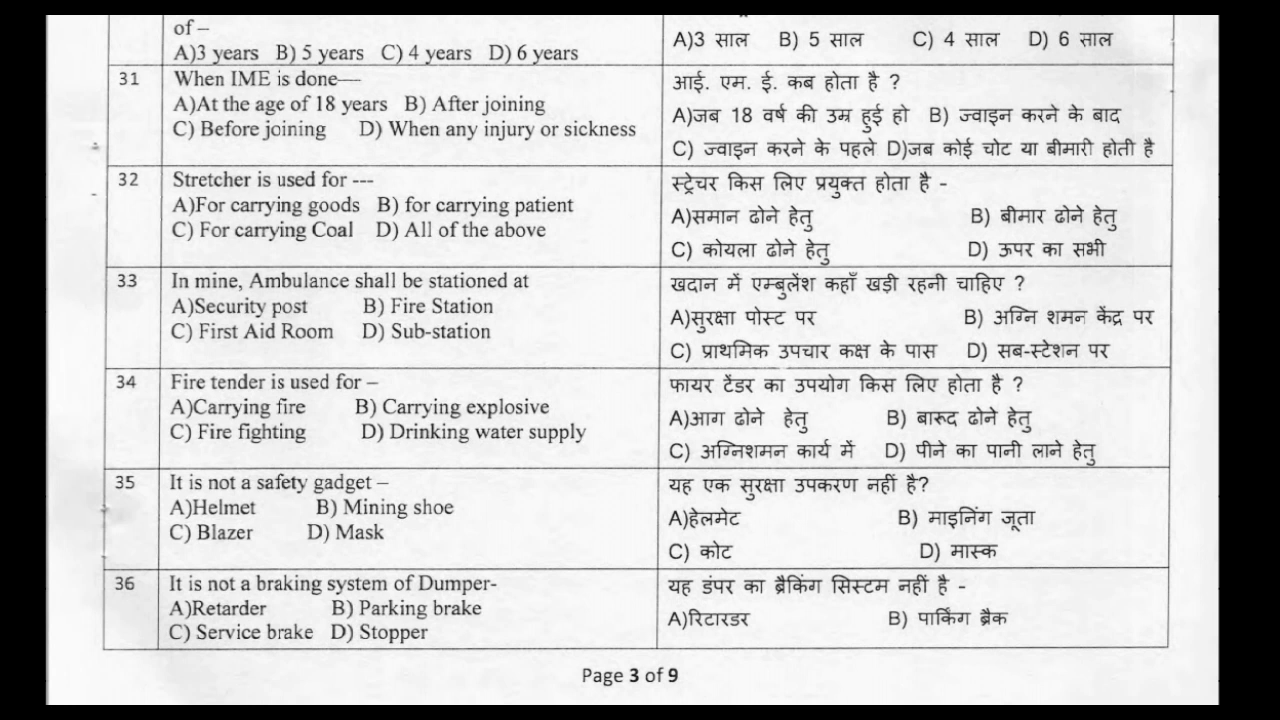 of –
A)3 years B) 5 years C) 4 years D) 6 years
A)3 साल B) 5 साल C) 4 साल D) 6 साल
31
When IME is done----
A)At the age of 18 years B) After joining
C) Before joining D) When any injury or sickness
आई. एम. ई. कब होता है ?
A)जब 18 वर्ष की उम्र हुई हो B) ज्वाइन करने के बाद
C) ज्वाइन करने के पहले D)जब कोई चोट या बीमारी होती है
32
Stretcher is used for ---
A)For carrying goods B) for carrying patient
C) For carrying Coal D) All of the above
स्ट्रेचर किस लिए प्रयुक्त होता है -
A)समान ढोने हेतु B) बीमार ढोने हेतु
C) कोयला ढोने हेतु D) ऊपर का सभी
33
In mine, Ambulance shall be stationed at
A)Security post B) Fire Station
C) First Aid Room D) Sub-station
खदान में एम्बुलेंश कहाँ खड़ी रहनी चाहिए ?
A)सुरक्षा पोस्ट पर B) अग्नि शमन केंद्र पर
C) प्राथमिक उपचार कक्ष के पास D) सब-स्टेशन पर
34
Fire tender is used for –
A)Carrying fire B) Carrying explosive
C) Fire fighting D) Drinking water supply
फायर टेंडर का उपयोग किस लिए होता है ?
A)आग ढोने हेतु B) बारूद ढोने हेतु
C) अग्निशमन कार्य में D) पीने का पानी लाने हेतु
35
It is not a safety gadget –
A)Helmet B) Mining shoe
C) Blazer D) Mask
यह एक सुरक्षा उपकरण नहीं है?
A)हेलमेट B) माइनिंग जूता
C) कोट D) मास्क
36
It is not a braking system of Dumper-
A)Retarder B) Parking brake
C) Service brake D) Stopper
यह डंपर का ब्रैकिंग सिस्टम नहीं है -
A)रिटारडर B) पार्किंग ब्रैक
Page 3 of 9